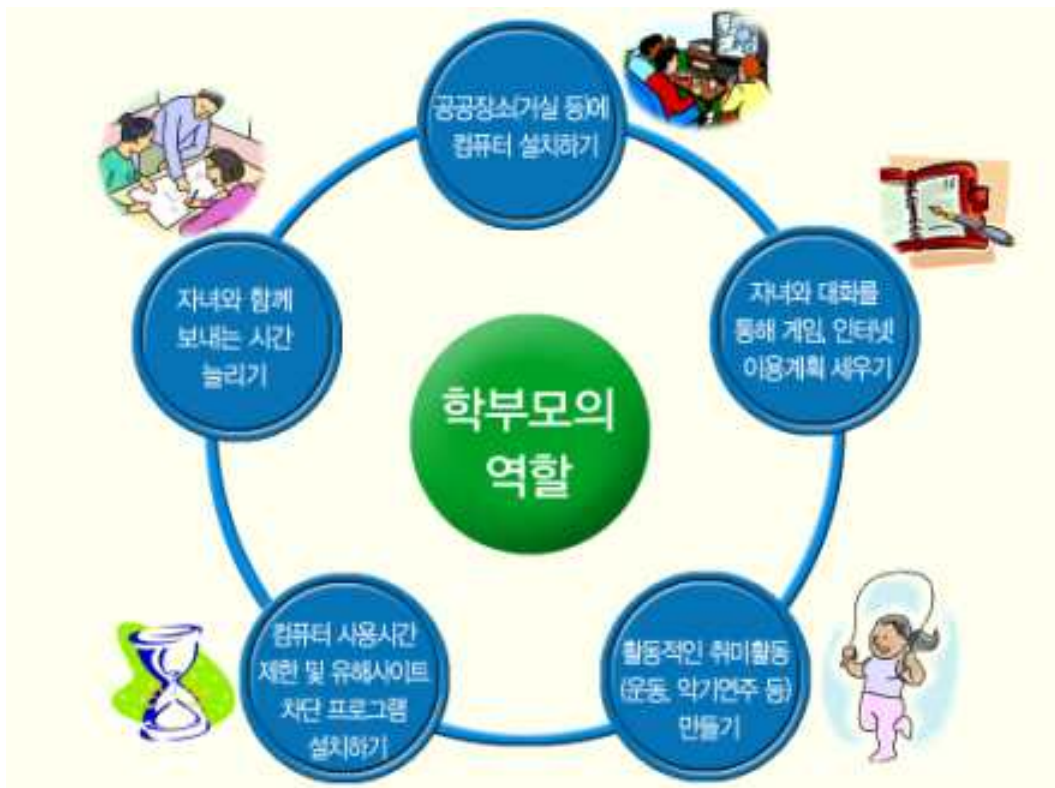 공공장소(거실 등)에
컴퓨터 설치하기
자녀와 대화를
통해 게임, 인터넷
이용계획 세우기
활동적인 취미활동
(운동, 악기연주 등)
만들기
컴퓨터 사용시간
제한 및 유해사이트
차단 프로그램
설치하기
자녀와 함께
보내는 시간
늘리기
학부모의
역할